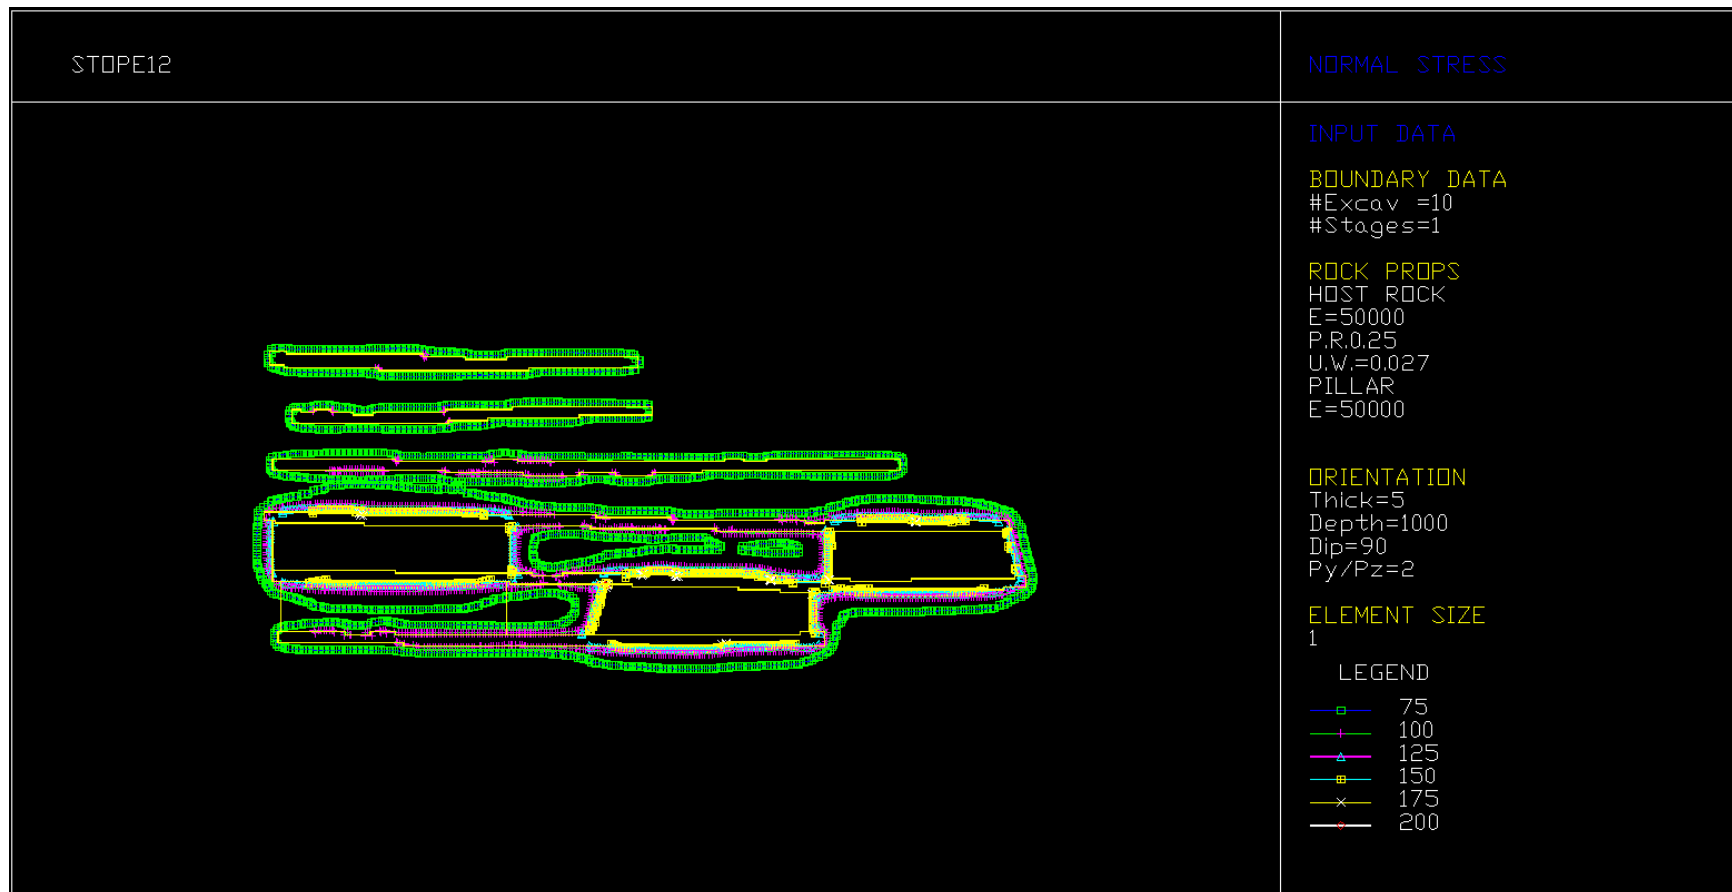 STOPE12
NORMAL STRESS
INPUT DATA
BOUNDARY DATA
#Excav =10
#Stages=1
ROCK PROPS
HOST ROCK
E=50000
P.R.0.25
U.W.=0.027
PILLAR
E=50000
ORIENTATION
Thick=5
Depth=1000
Dip=90
Py/Pz=2
ELEMENT SIZE
1
LEGEND
75
100
125
150
175
200